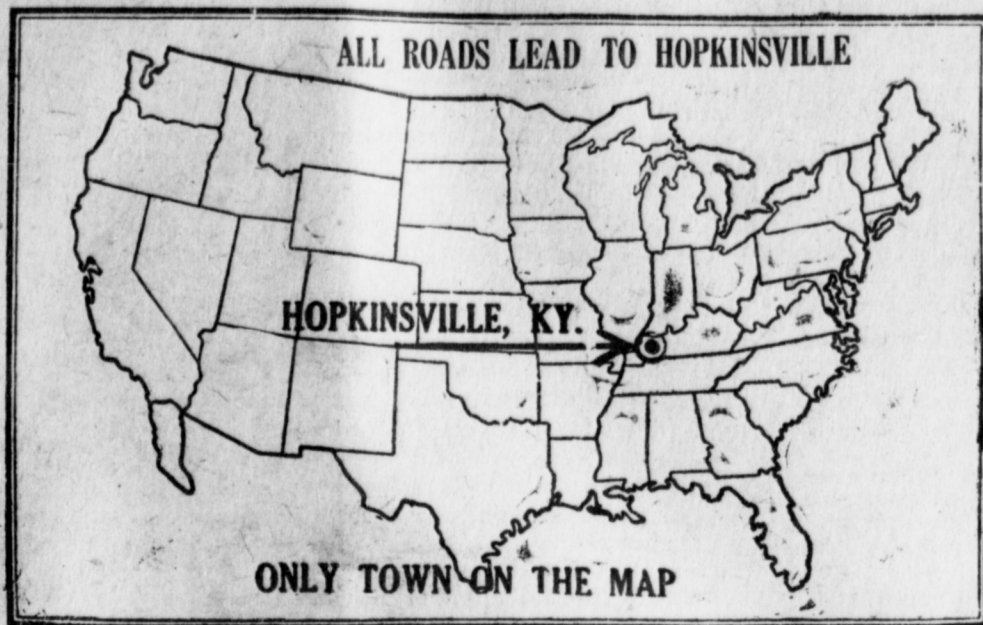 ALL ROADS LEAD TO HOPKINSVILLE
HOPKINSVILLE, KY.
ONLY TOWN ON THE MAP